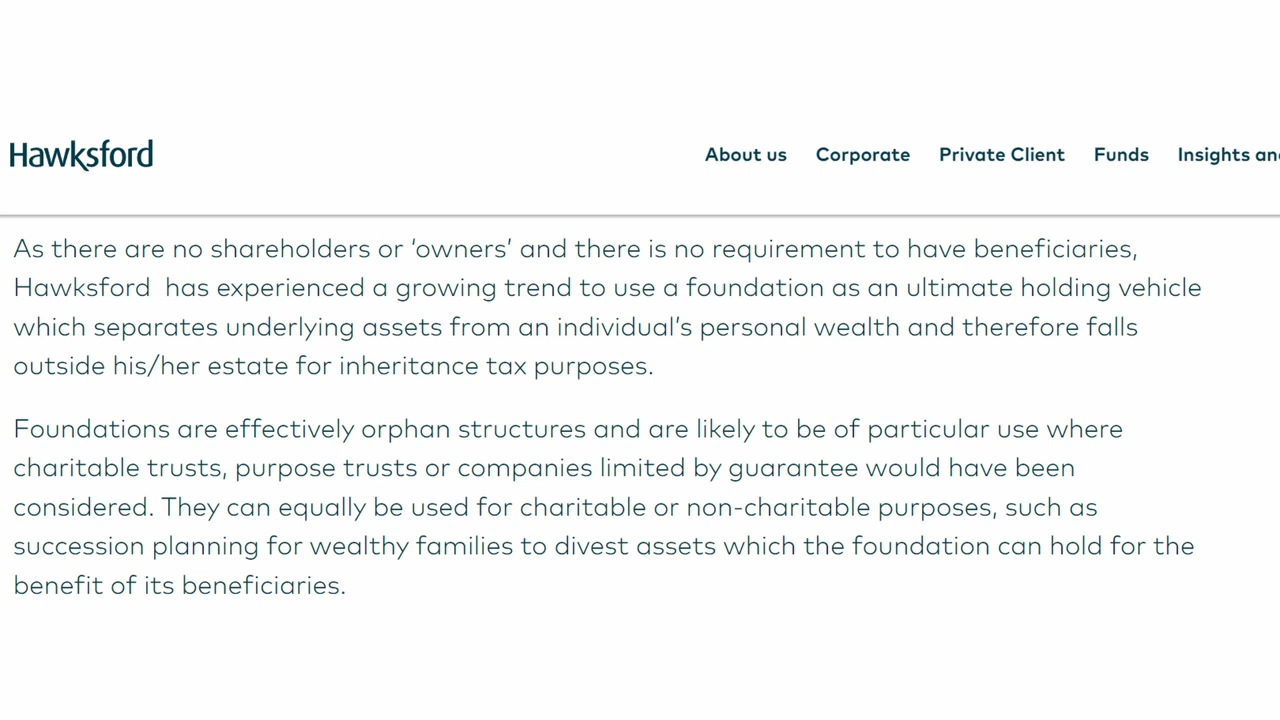 Hawksford
About us Corporate Private Client Funds Insights
As there are no shareholders or ‘owners’ and there is no requirement to have beneficiaries,
Hawksford  has experienced a growing trend to use a foundation as an ultimate holding vehicle
which separates underlying assets from an individual’s personal wealth and therefore falls
outside his/her estate for inheritance tax purposes.
Foundations are effectively orphan structures and are likely to be of particular use where
charitable trusts, purpose trusts or companies limited by guarantee would have been
considered. They can equally be used for charitable or non-charitable purposes, such as
succession planning for wealthy families to divest assets which the foundation can hold for the
benefit of its beneficiaries.